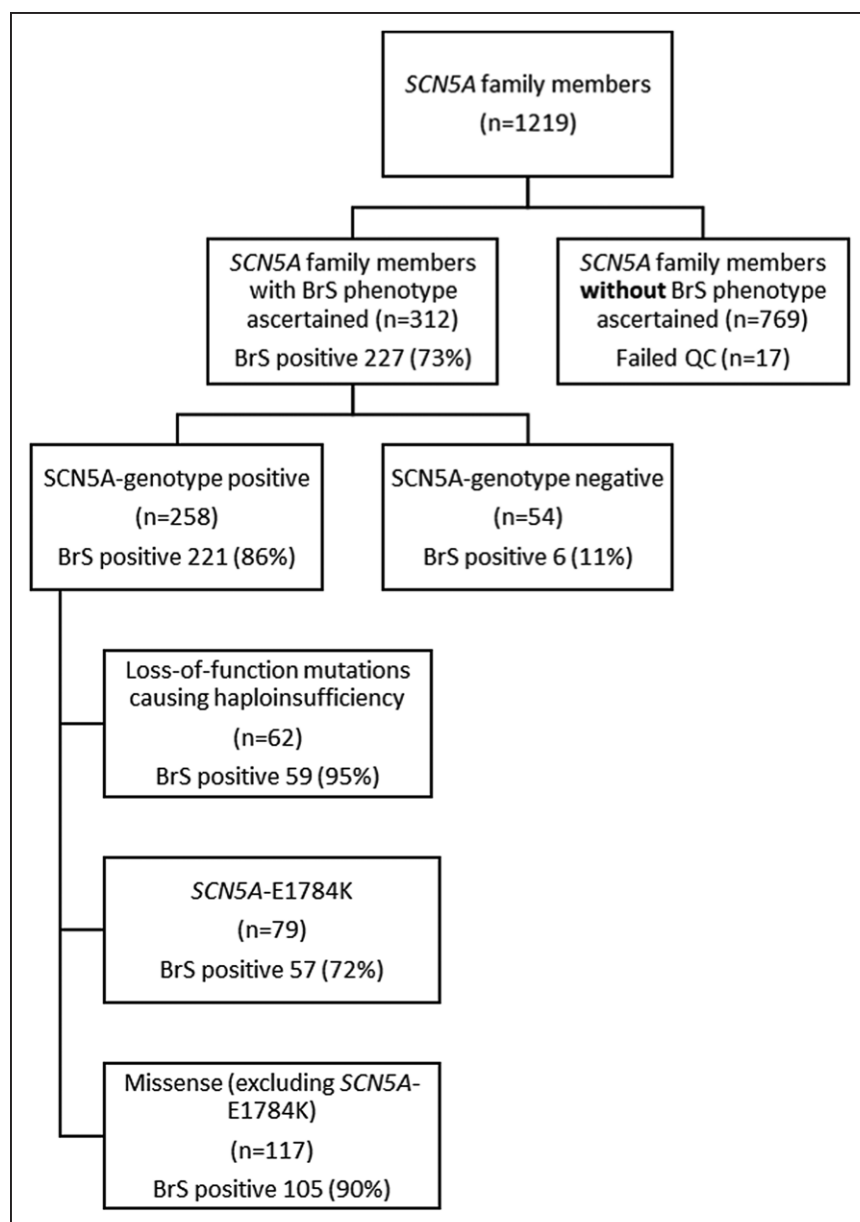 SCN5A family members
(n=1219)
SCN5A family members
with BrS phenotype
ascertained (n=312)
BrS positive 227 (73%)
SCN5A family members
without BrS phenotype
ascertained (n=769)
Failed QC (n=17)
SCN5A-genotype positive
(n=258)
BrS positive 221 (86%)
SCN5A-genotype negative
(n=54)
BrS positive 6 (11%)
Loss-of-function mutations
causing haploinsufficiency
(n=62)
BrS positive 59 (95%)
SCN5A-E1784K
(n=79)
BrS positive 57 (72%)
Missense (excluding SCN5A-
E1784K)
(n=117)
BrS positive 105 (90%)